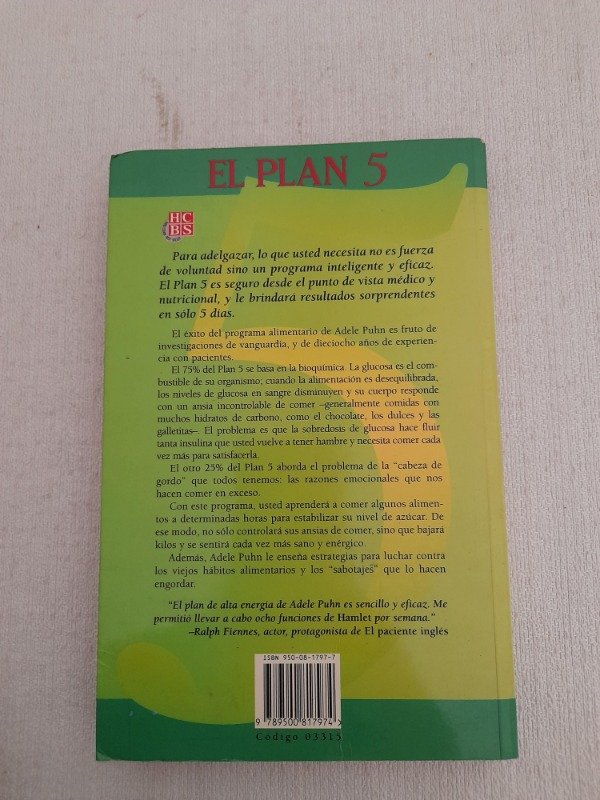 EL PLAN 5
HC
BS
Para adelgazar, lo que usted necesita no es fuerza
de voluntad sino un programa inteligente y eficaz.
El Plan 5 es seguro desde el punto de vista médico y
nutricional, y le brindará resultados sorprendentes
en sólo 5 días.
El éxito del programa alimentario de Adele Puhn es fruto de
investigaciones de vanguardia, y de dieciocho años de experien-
cia con pacientes.
El 75% del Plan 5 se basa en la bioquímica. La glucosa es el com-
bustible de su organismo; cuando la alimentación es desequilibrada,
los niveles de glucosa en sangre disminuyen y su cuerpo responde
con un ansia incontrolable de comer –generalmente comidas con
muchos hidratos de carbono, como el chocolate, los dulces y las
galletitas–. El problema es que la sobredosis de glucosa hace fluir
tanta insulina que usted vuelve a tener hambre y necesita comer cada
vez más para satisfacerla.
El otro 25% del Plan 5 aborda el problema de la "cabeza de
gordo" que todos tenemos: las razones emocionales que nos
hacen comer en exceso.
Con este programa, usted aprenderá a comer algunos alimen-
tos a determinadas horas para estabilizar su nivel de azúcar. De
ese modo, no sólo controlará sus ansias de comer, sino que bajará
kilos y se sentirá cada vez más sano y enérgico.
Además, Adele Puhn le enseña estrategias para luchar contra
los viejos hábitos alimentarios y los "sabotajes" que lo hacen
engordar.
"El plan de alta energía de Adele Puhn es sencillo y eficaz. Me
permitió llevar a cabo ocho funciones de Hamlet por semana."
–Ralph Fiennes, actor, protagonista de El paciente inglés
ISBN 950-08-1797-7
9 789500 817974 >
Código 03315